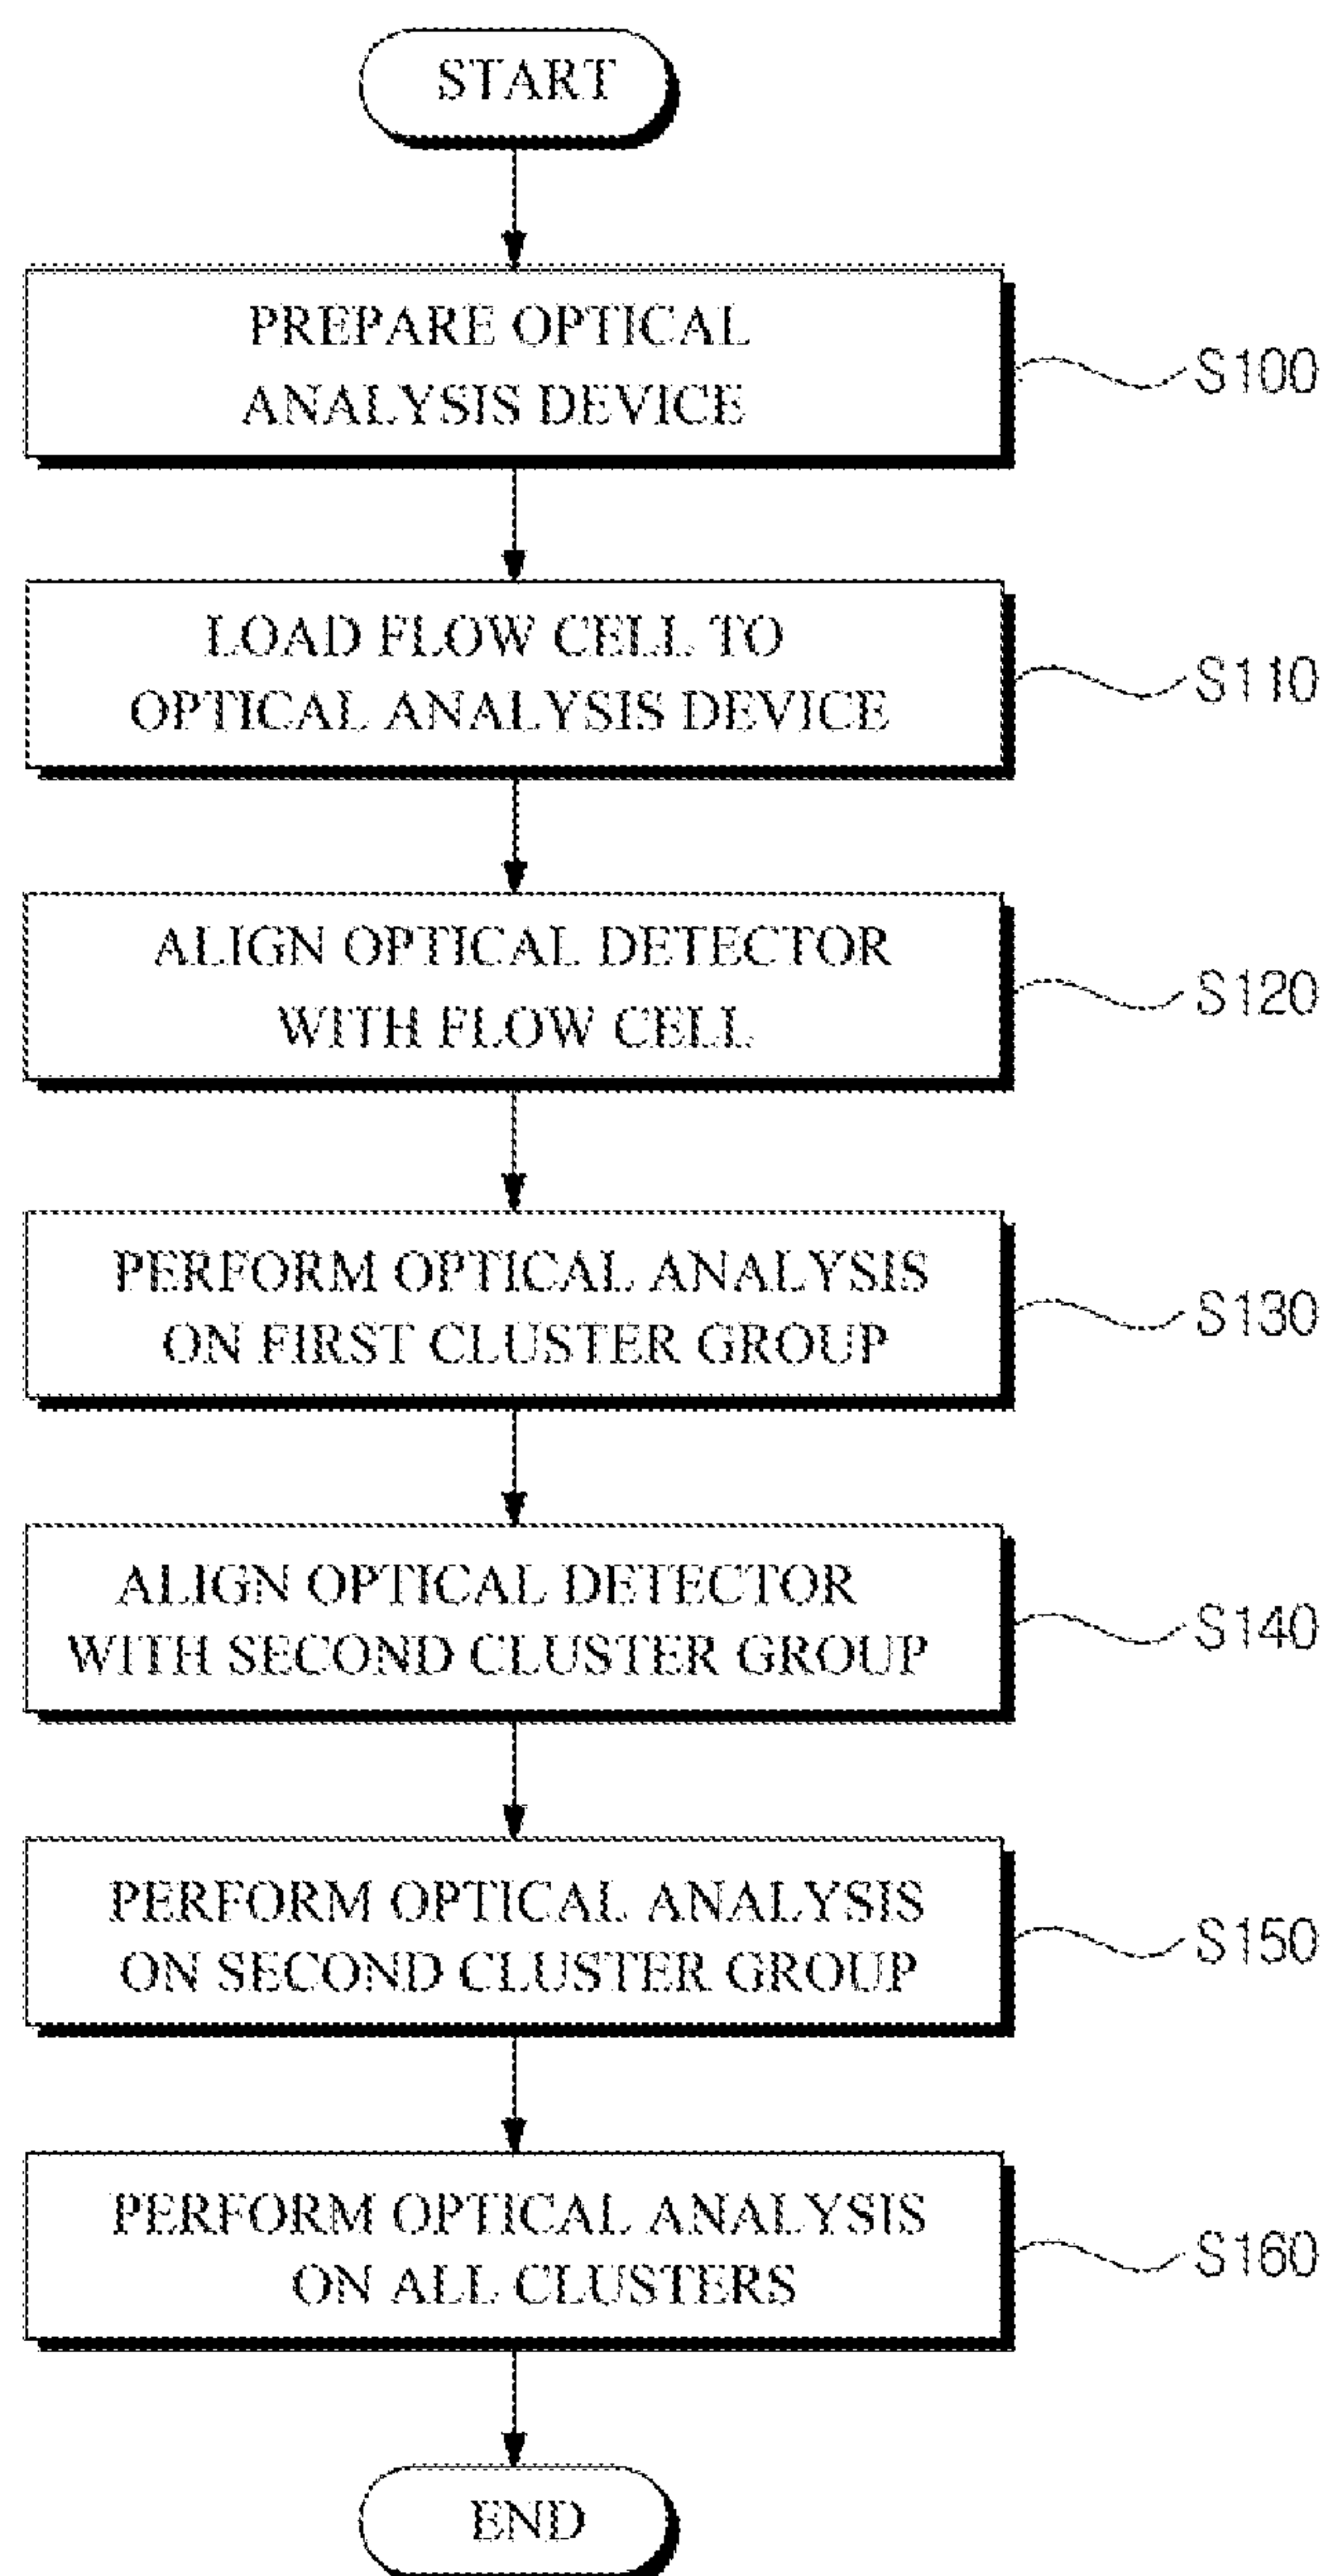 START
PREPARE OPTICAL
ANALYSIS DEVICE
S100
LOAD FLOW CELL TO
OPTICAL ANALYSIS DEVICE
S110
ALIGN OPTICAL DETECTOR
WITH FLOW CELL
S120
PERFORM OPTICAL ANALYSIS
ON FIRST CLUSTER GROUP
S130
ALIGN OPTICAL DETECTOR
WITH SECOND CLUSTER GROUP
S140
PERFORM OPTICAL ANALYSIS
ON SECOND CLUSTER GROUP
S150
PERFORM OPTICAL ANALYSIS
ON ALL CLUSTERS
S160
END